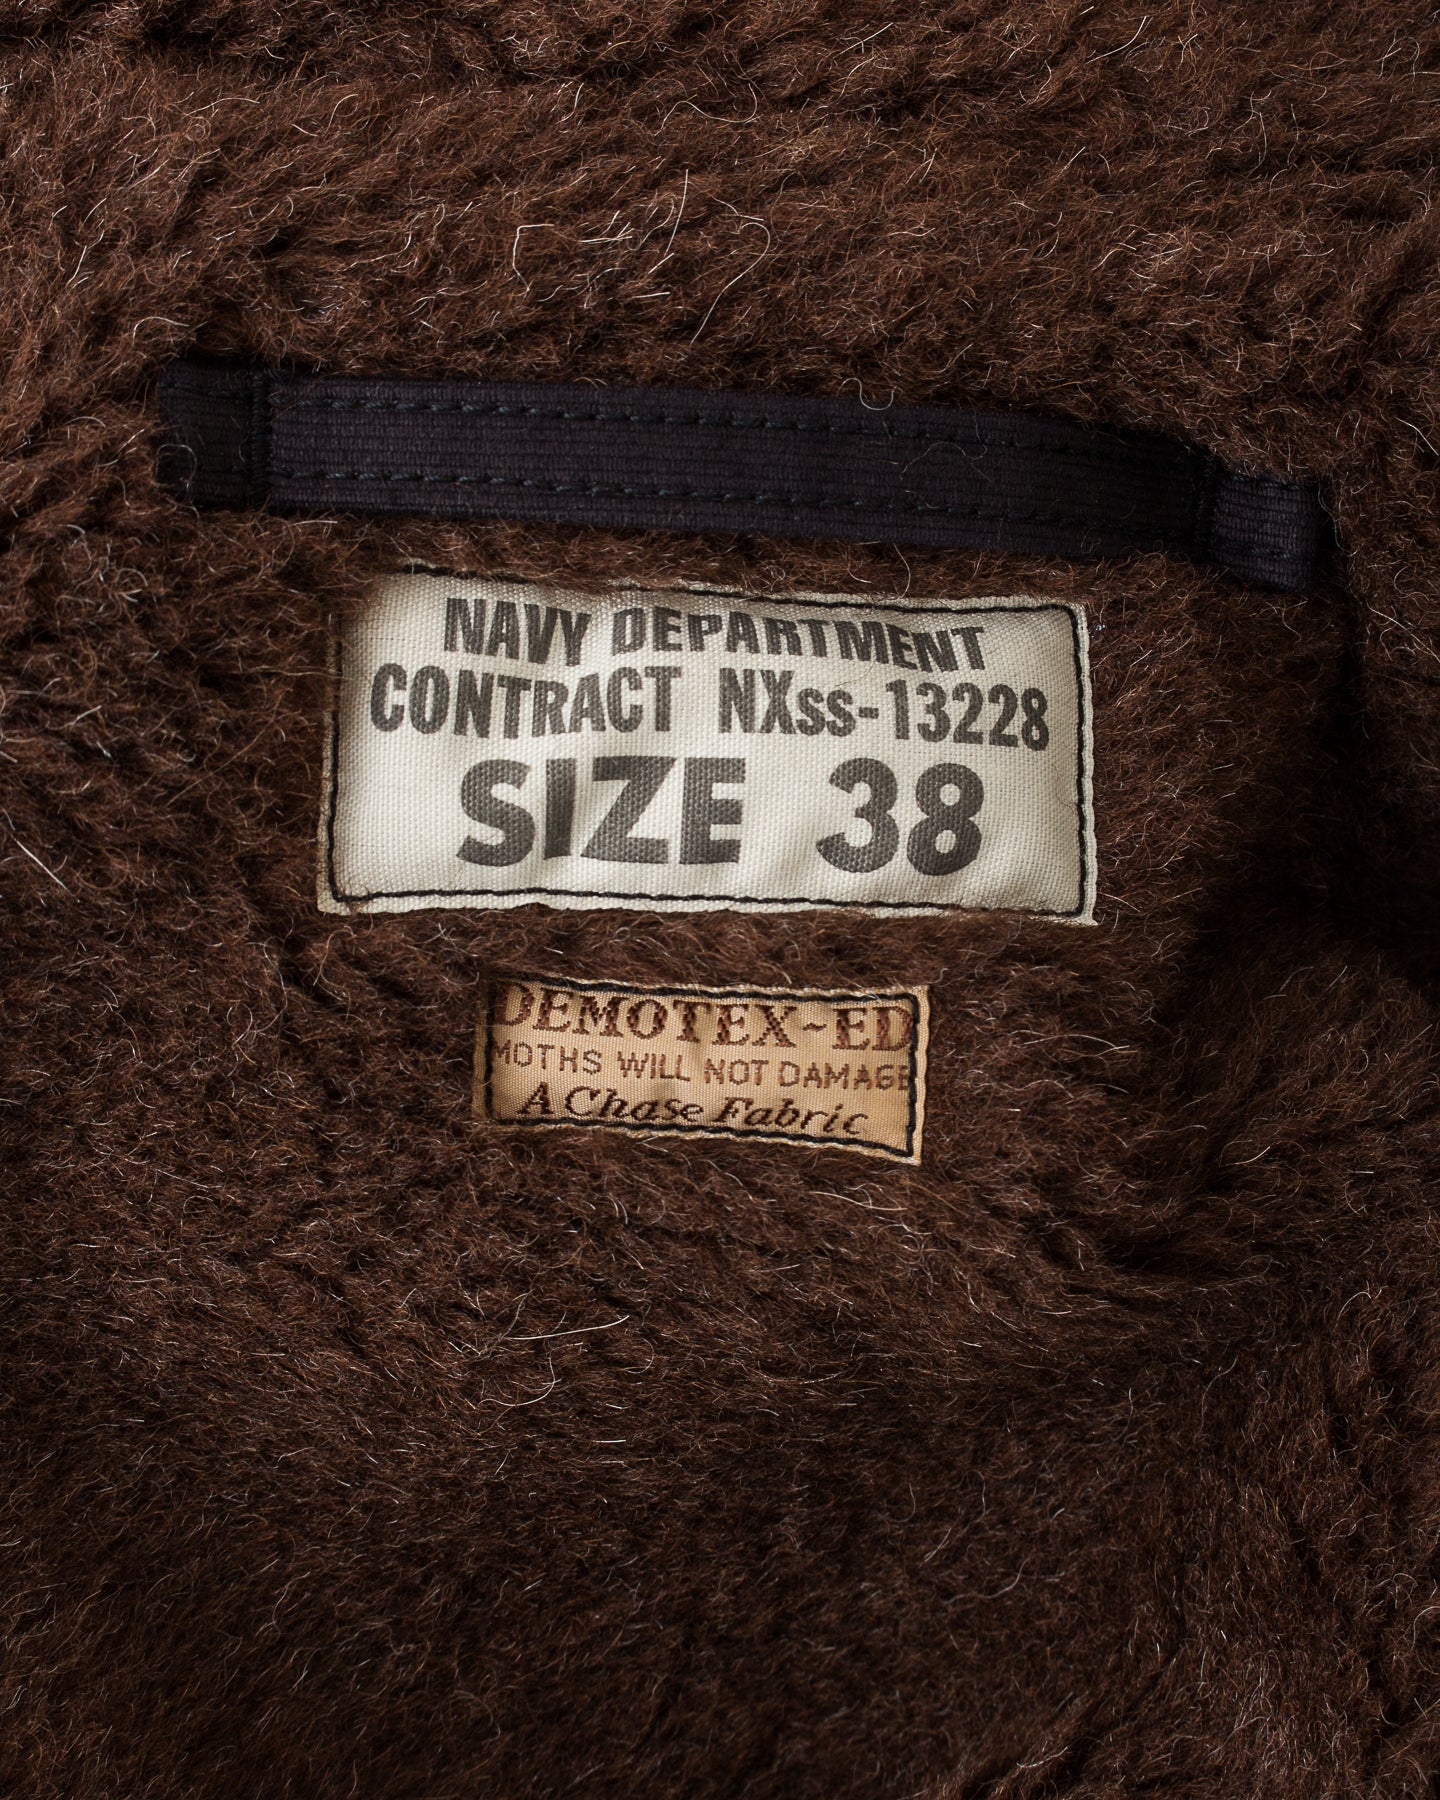 NAVY DEPARTMENT
CONTRACT NXss-13228
SIZE 38
DEMOTEX-ED
MOTHS WILL NOT DAMAGE
A Chase Fabric